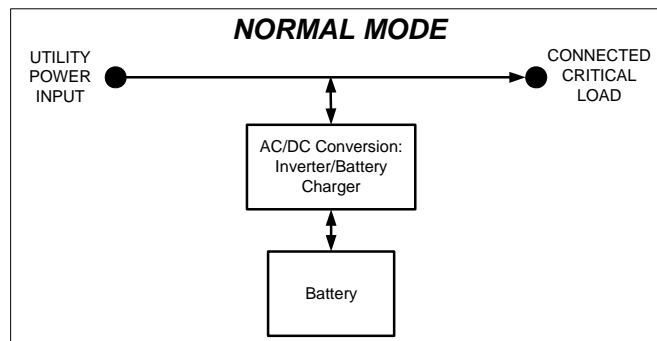 NORMAL MODE
UTILITY
POWER
INPUT
CONNECTED
CRITICAL
LOAD
AC/DC Conversion:
Inverter/Battery
Charger
Battery